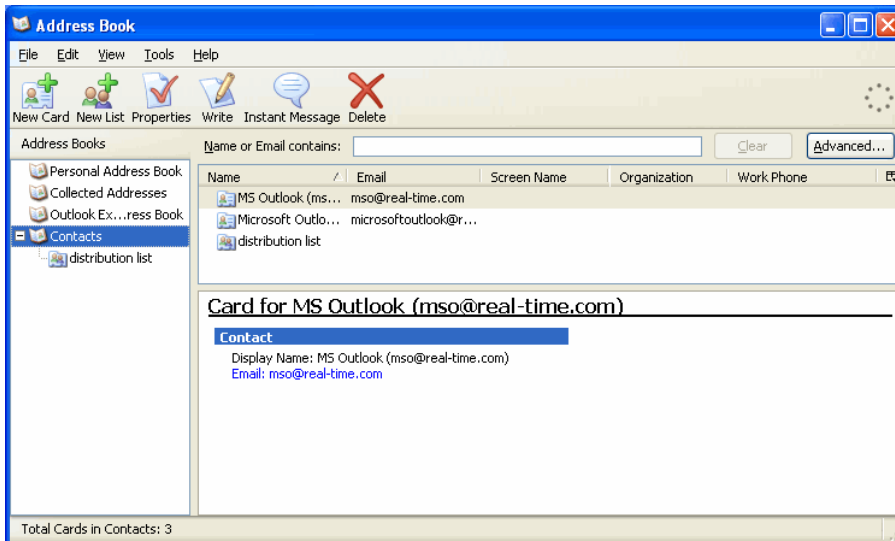 Address Book
File Edit View Tools Help
New Card New List Properties Write Instant Message Delete
Address Books
Name or Email contains:
Clear
Advanced...
Personal Address Book
Collected Addresses
Outlook Ex...ress Book
Contacts
distribution list
Name Email Screen Name Organization Work Phone
MS Outlook (ms... mso@real-time.com
Microsoft Outlo... microsoftoutlook@r...
distribution list
Card for MS Outlook (mso@real-time.com)
Contact
Display Name: MS Outlook (mso@real-time.com)
Email: mso@real-time.com
Total Cards in Contacts: 3